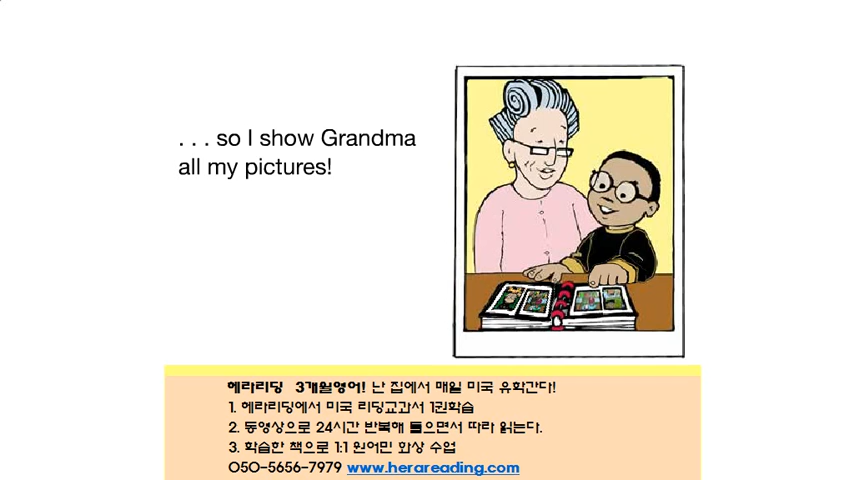 . . . so I show Grandma
all my pictures!
헤라리딩 3개월영어! 난 집에서 매일 미국 유학간다!
1. 헤라리딩에서 미국 리딩교과서 1권학습
2. 동영상으로 24시간 반복해 들으면서 따라 읽는다.
3. 학습한 책으로 1:1 원어민 화상 수업
050-5656-7979 www.herareading.com